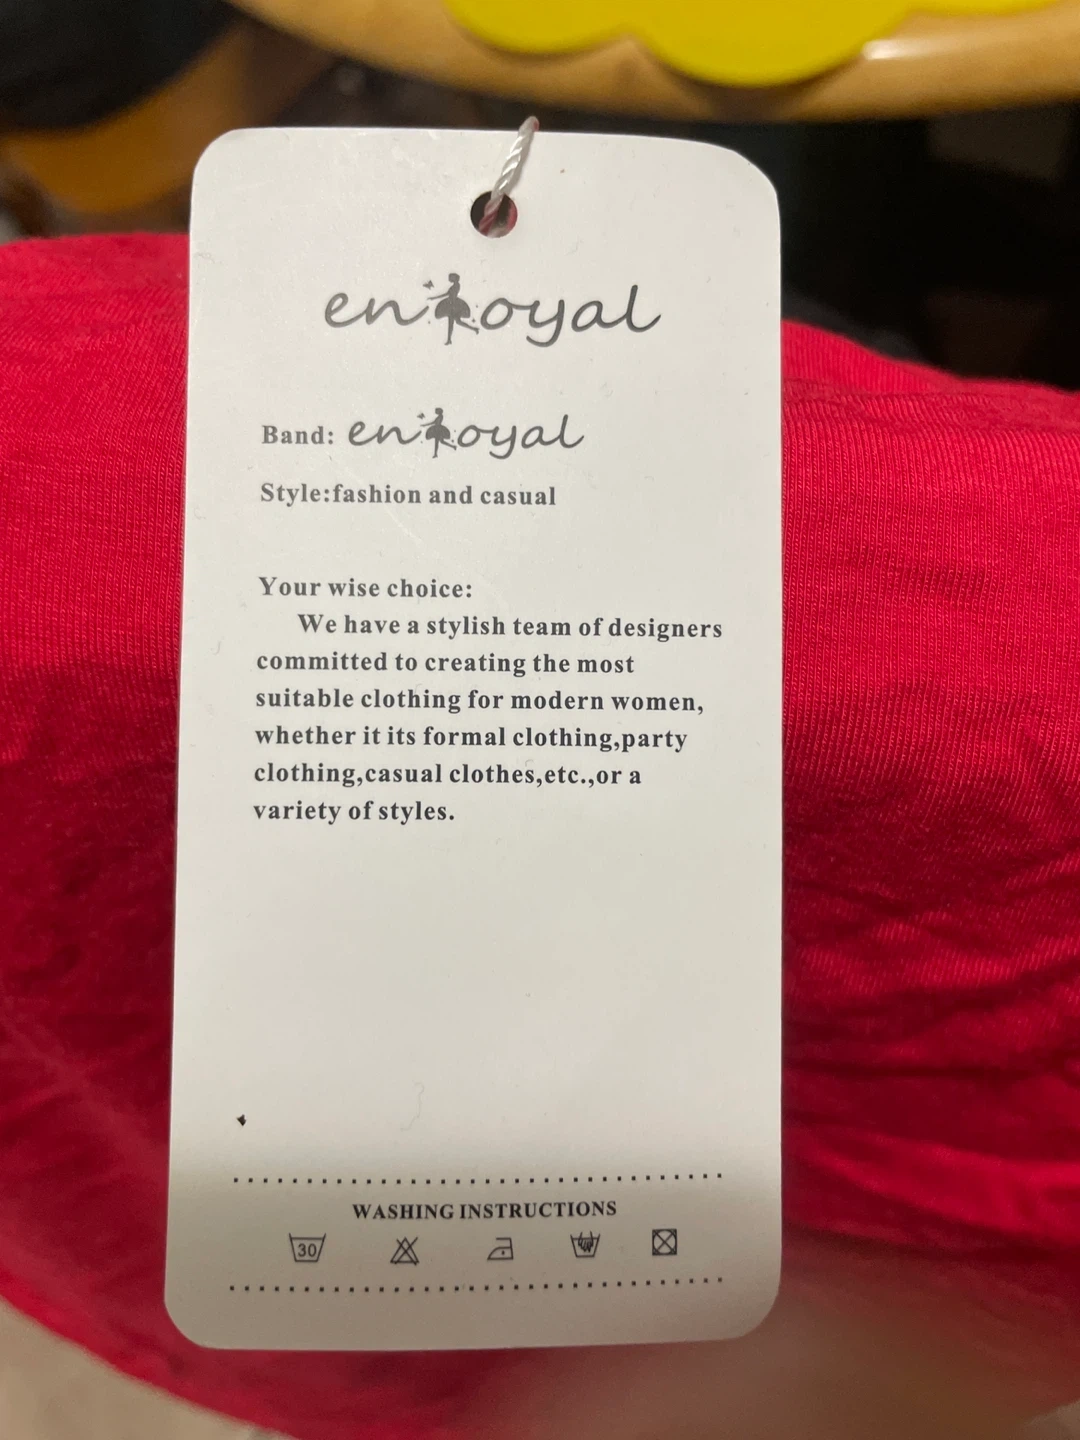 enjoyal
Band: enjoyal
Style:fashion and casual
Your wise choice:
We have a stylish team of designers
committed to creating the most
suitable clothing for modern women,
whether it its formal clothing,party
clothing,casual clothes,etc.,or a
variety of styles.
WASHING INSTRUCTIONS
30